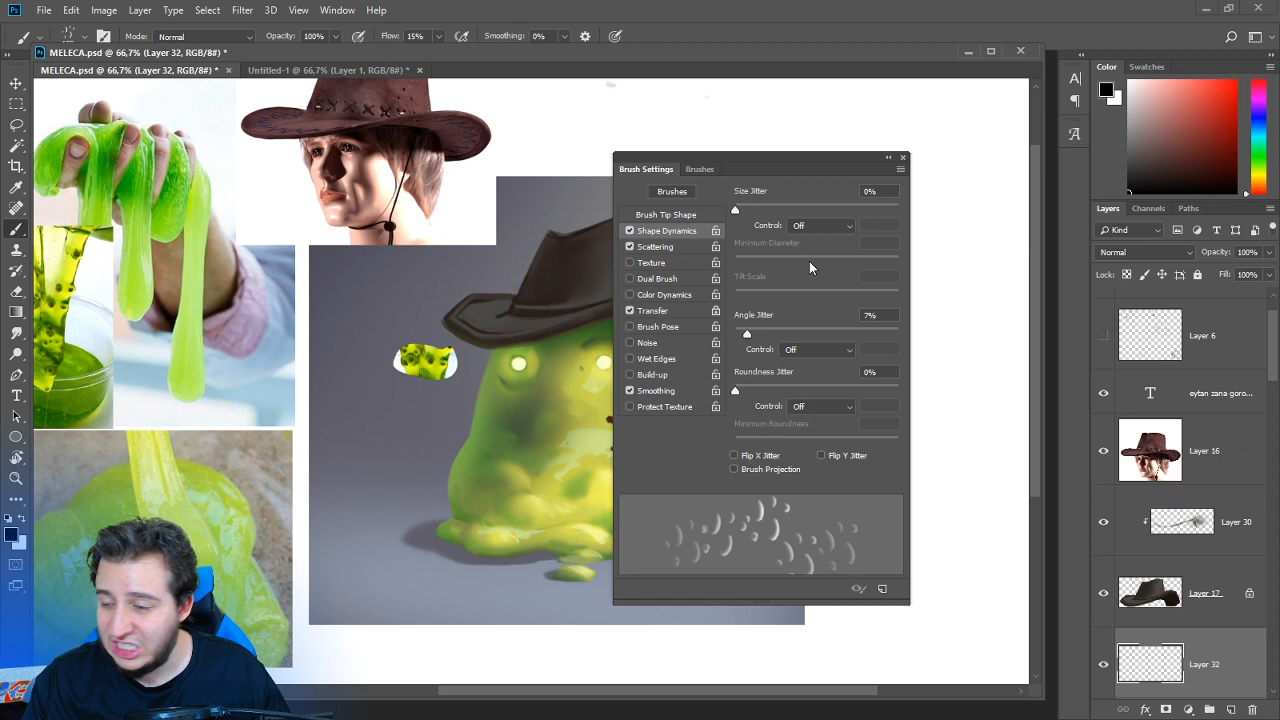 Ps File Edit Image Layer Type Select Filter 3D View Window Help
Mode: Normal Opacity: 100% Flow: 15% Smoothing: 0%
MELECA.psd @ 66,7% (Layer 32, RGB/8#) *
MELECA.psd @ 66,7% (Layer 32, RGB/8#) * × Untitled-1 @ 66,7% (Layer 1, RGB/8#) * ×
Brush Settings Brushes
Brushes
Brush Tip Shape
Shape Dynamics
Scattering
Texture
Dual Brush
Color Dynamics
Transfer
Brush Pose
Noise
Wet Edges
Build-up
Smoothing
Protect Texture
Size Jitter 0%
Control: Off
Minimum Diameter
Tilt Scale
Angle Jitter 7%
Control: Off
Roundness Jitter 0%
Control: Off
Minimum Roundness
Flip X Jitter Flip Y Jitter
Brush Projection
Color Swatches
Layers Channels Paths
Kind
Normal Opacity: 100%
Lock: Fill: 100%
Layer 6
T eytan zana goro...
Layer 16
Layer 30
Layer 17
Layer 32
fx